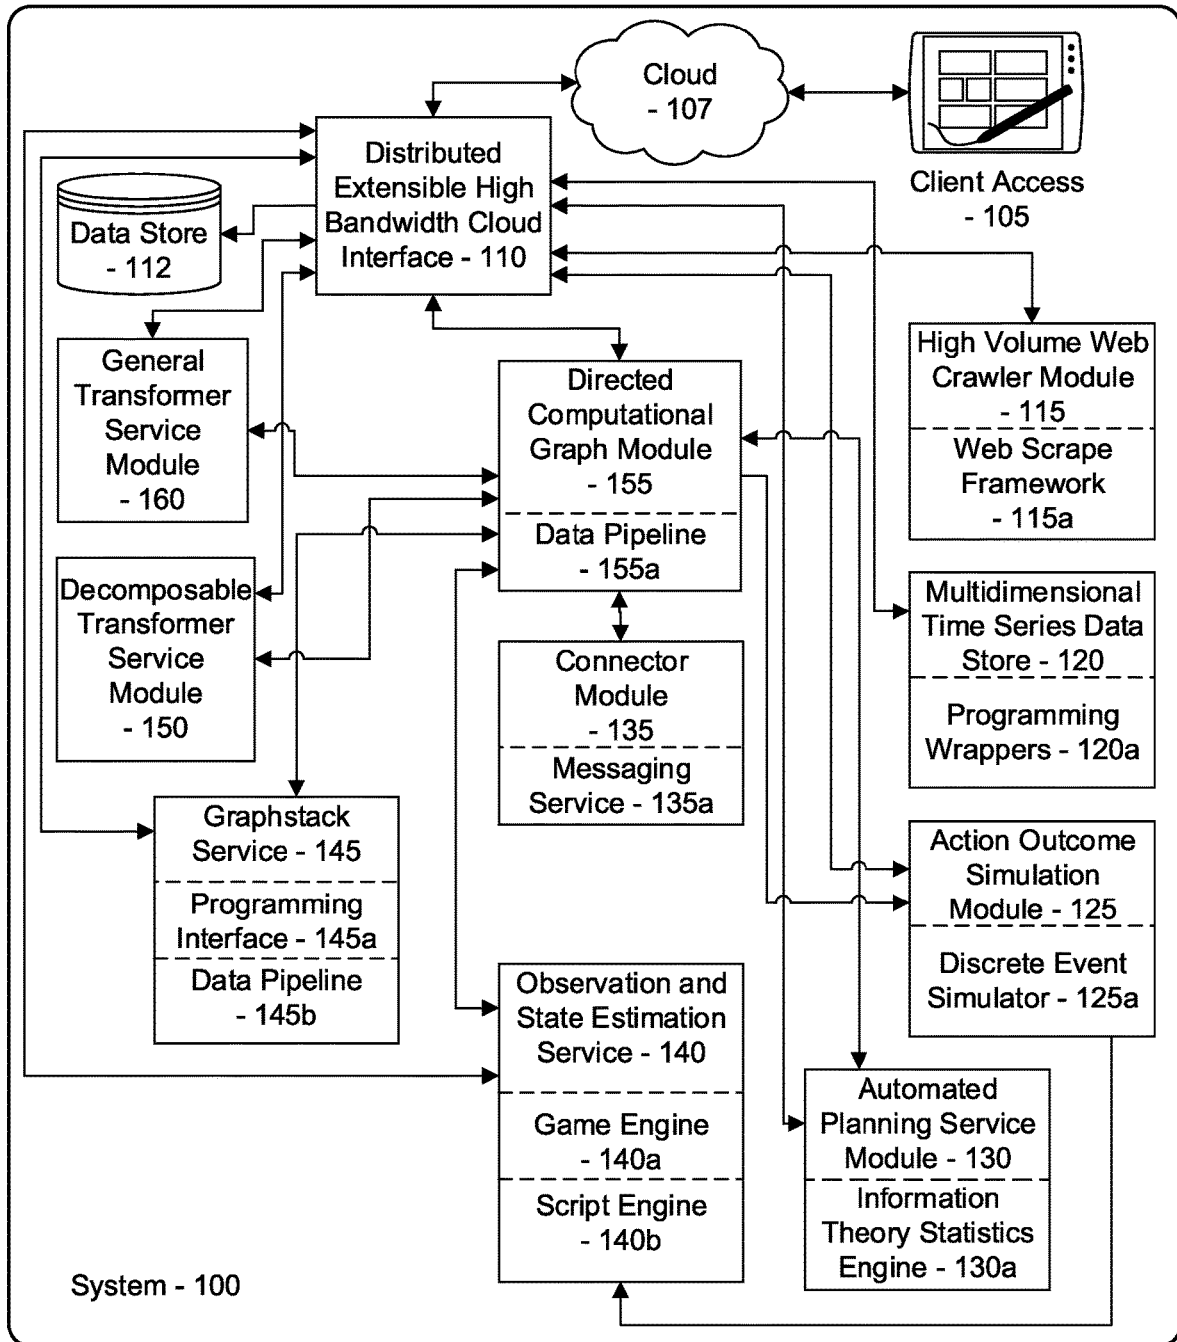 Cloud
- 107
Client Access
- 105
Distributed
Extensible High
Bandwidth Cloud
Interface - 110
Data Store
- 112
General
Transformer
Service
Module
- 160
Directed
Computational
Graph Module
- 155
Data Pipeline
- 155a
High Volume Web
Crawler Module
- 115
Web Scrape
Framework
- 115a
Decomposable
Transformer
Service
Module
- 150
Connector
Module
- 135
Messaging
Service - 135a
Multidimensional
Time Series Data
Store - 120
Programming
Wrappers - 120a
Graphstack
Service - 145
Programming
Interface - 145a
Data Pipeline
- 145b
Action Outcome
Simulation
Module - 125
Discrete Event
Simulator - 125a
Observation and
State Estimation
Service - 140
Game Engine
- 140a
Script Engine
- 140b
Automated
Planning Service
Module - 130
Information
Theory Statistics
Engine - 130a
System - 100